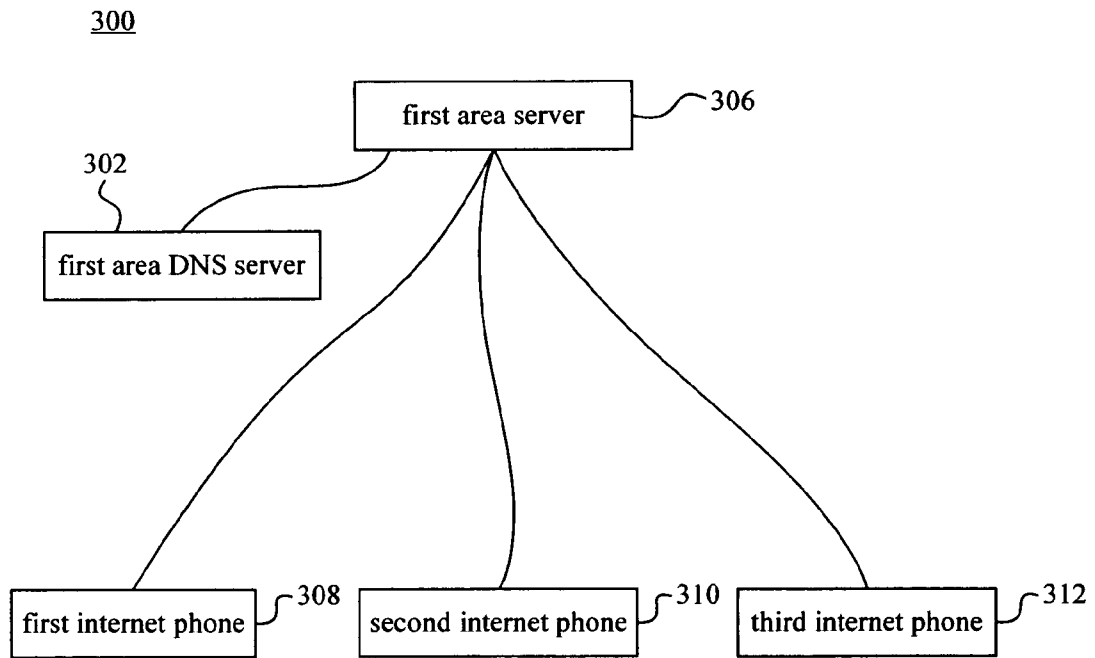 300
first area server
306
302
first area DNS server
first internet phone
308
second internet phone
310
third internet phone
312